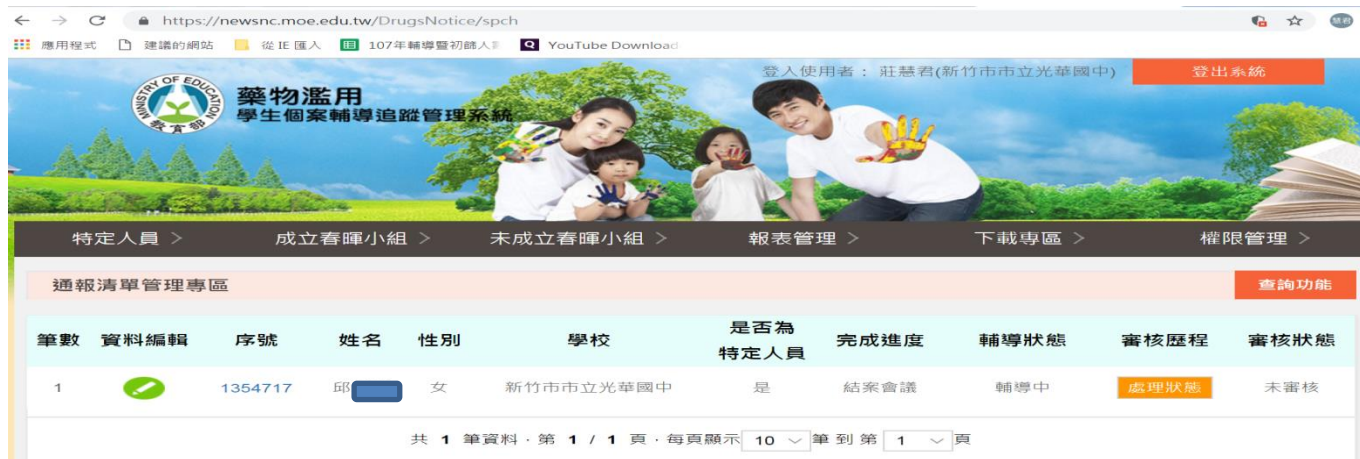 https://newsnc.moe.edu.tw/DrugsNotice/spch
應用程式 建議的網站 從 IE 匯入 107年輔導暨初篩人 YouTube Download
登入使用者： 莊慧君(新竹市市立光華國中) 登出系統
MINISTRY OF EDUCATION
教育部
藥物濫用
學生個案輔導追蹤管理系統
特定人員 > 成立春暉小組 > 未成立春暉小組 > 報表管理 > 下載專區 > 權限管理 >
通報清單管理專區 查詢功能
筆數 資料編輯 序號 姓名 性別 學校 是否為特定人員 完成進度 輔導狀態 審核歷程 審核狀態
1 1354717 邱 女 新竹市市立光華國中 是 結案會議 輔導中 處理狀態 未審核
共 1 筆資料 · 第 1 / 1 頁 · 每頁顯示 10 筆 到 第 1 頁